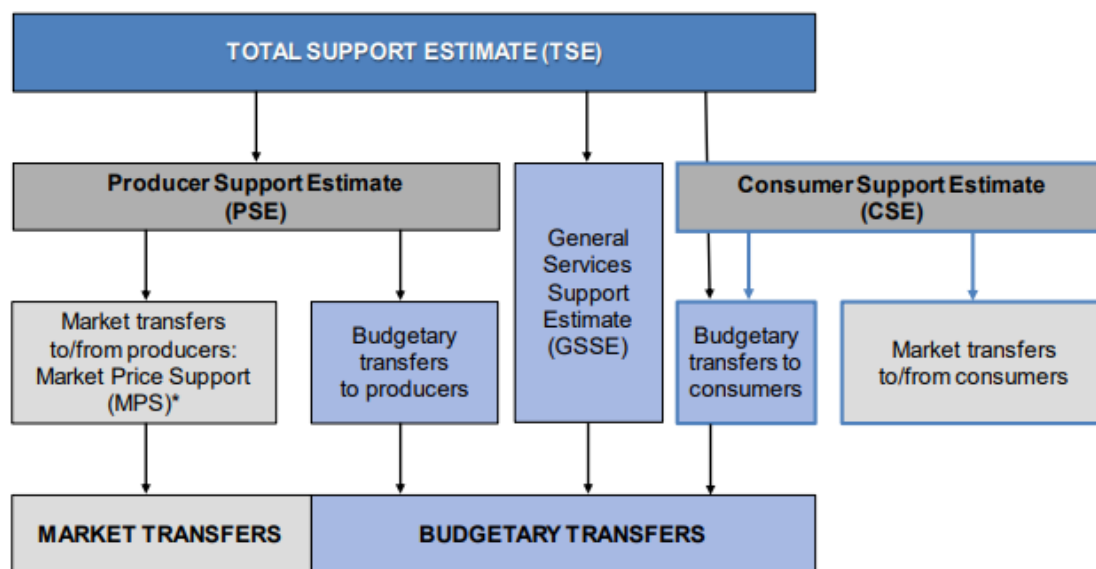 TOTAL SUPPORT ESTIMATE (TSE)
Producer Support Estimate
(PSE)
General
Services
Support
Estimate
(GSSE)
Consumer Support Estimate
(CSE)
Market transfers
to/from producers:
Market Price Support
(MPS)*
Budgetary
transfers
to producers
Budgetary
transfers to
consumers
Market transfers
to/from consumers
MARKET TRANSFERS
BUDGETARY TRANSFERS